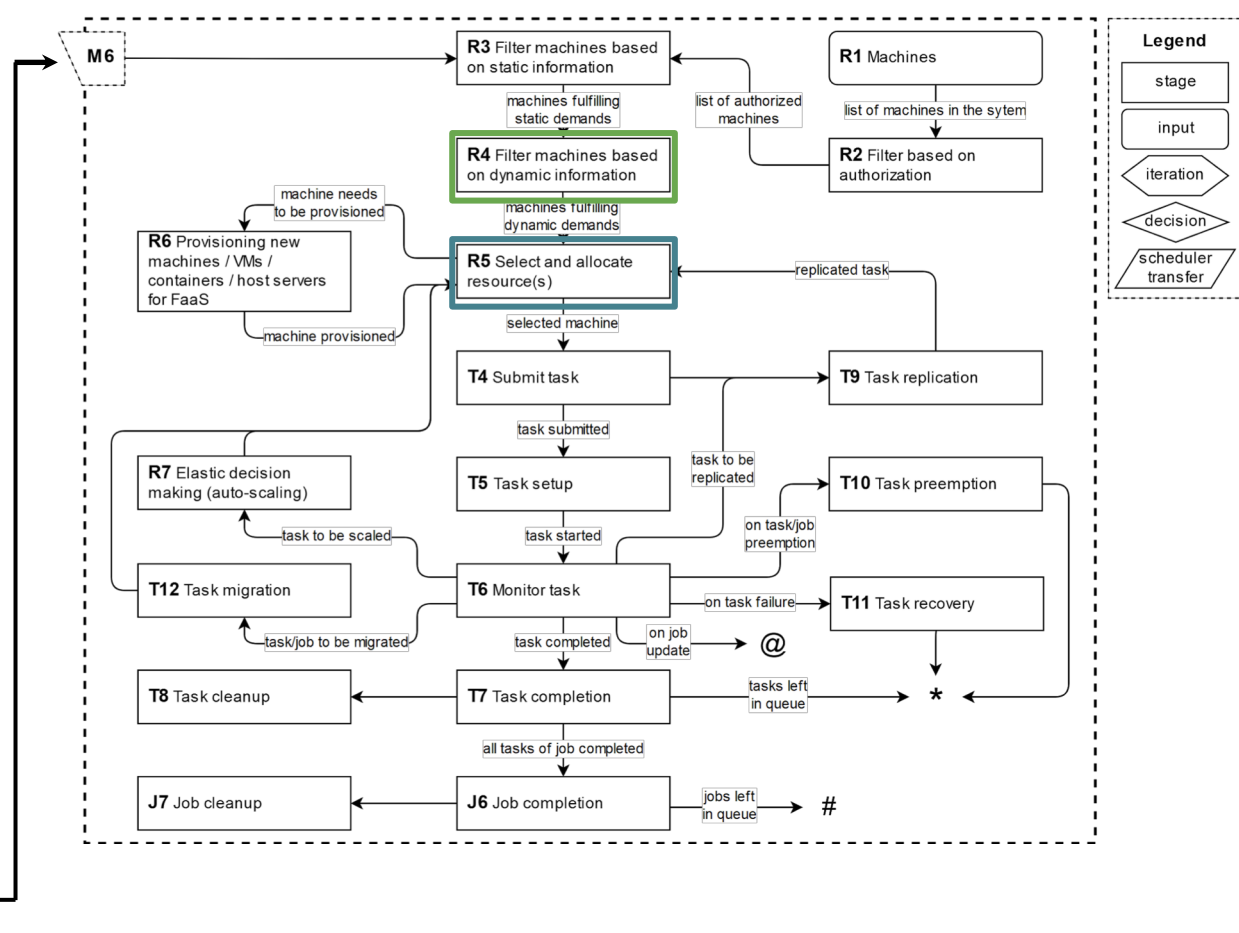 M6
R3 Filter machines based
on static information
R1 Machines
machines fulfilling
static demands
list of authorized
machines
list of machines in the sytem
R4 Filter machines based
on dynamic information
R2 Filter based on
authorization
machine needs
to be provisioned
machines fulfilling
dynamic demands
R6 Provisioning new
machines / VMs /
containers / host servers
for FaaS
R5 Select and allocate
resource(s)
replicated task
machine provisioned
selected machine
T4 Submit task
T9 Task replication
task submitted
task to be
replicated
R7 Elastic decision
making (auto-scaling)
T5 Task setup
T10 Task preemption
task to be scaled
task started
on task/job
preemption
T12 Task migration
T6 Monitor task
on task failure
T11 Task recovery
task/job to be migrated
task completed
on job
update
@
T8 Task cleanup
T7 Task completion
tasks left
in queue
*
all tasks of job completed
J7 Job cleanup
J6 Job completion
jobs left
in queue
#
Legend
stage
input
iteration
decision
scheduler
transfer